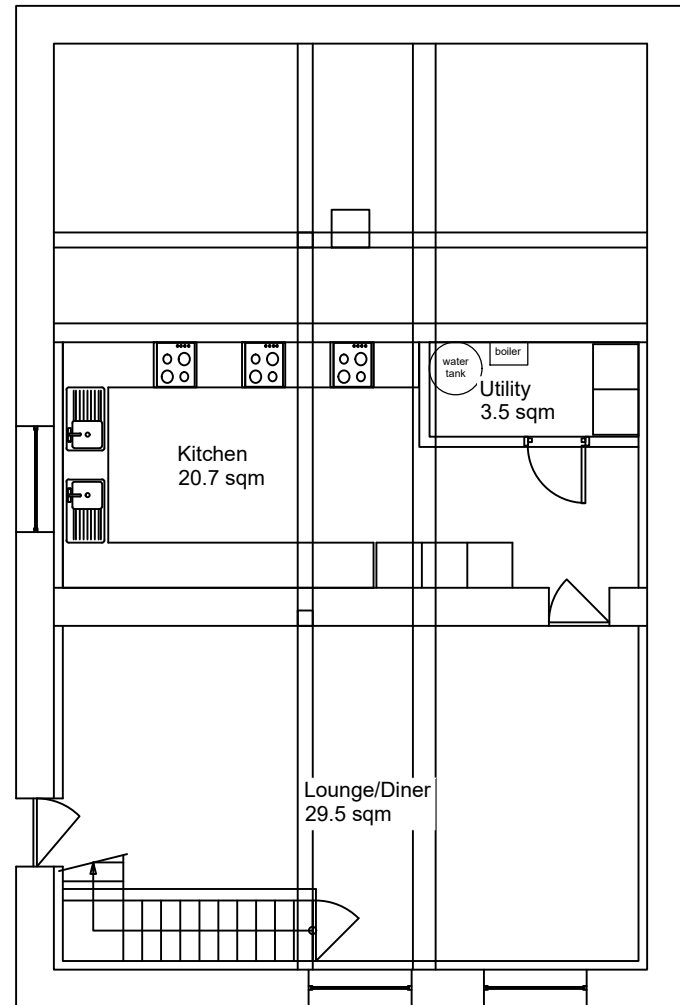 boiler
water
tank
Utility
3.5 sqm
Kitchen
20.7 sqm
Lounge/Diner
29.5 sqm